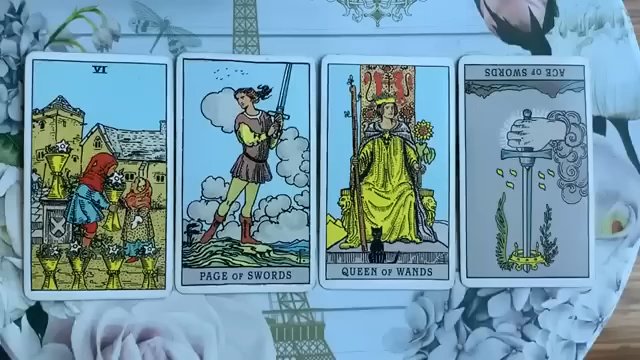 VI
PAGE OF SWORDS
QUEEN OF WANDS
ACE OF SWORDS